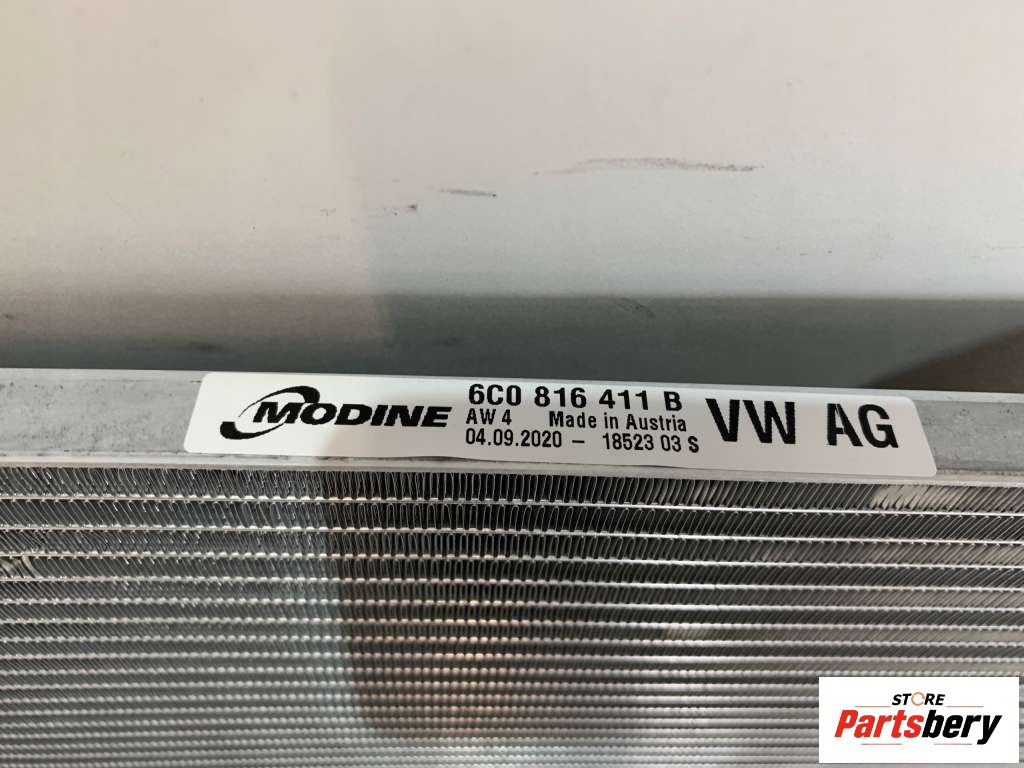 MODINE
6C0 816 411 B
AW 4 Made in Austria
04.09.2020 – 18523 03 S
VW AG
STORE
Partsbery